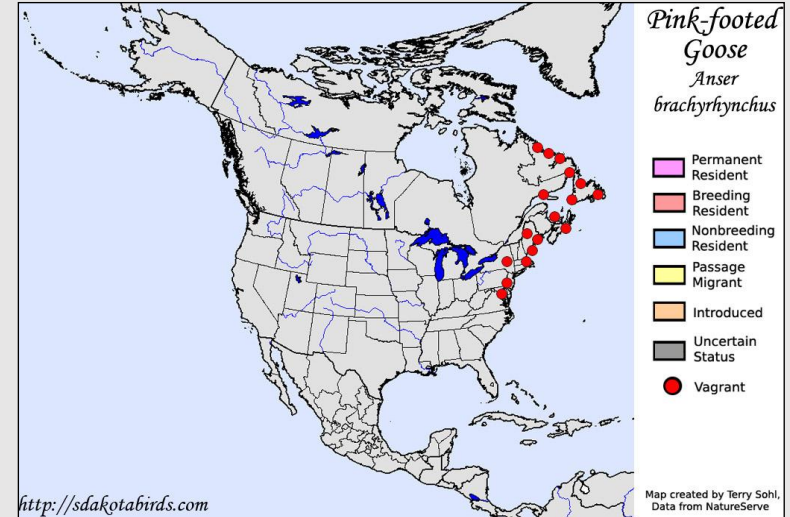 Pink-footed
Goose
Anser
brachyrhynchus
Permanent
Resident
Breeding
Resident
Nonbreeding
Resident
Passage
Migrant
Introduced
Uncertain
Status
Vagrant
http://sdakotabirds.com
Map created by Terry Sohl,
Data from NatureServe